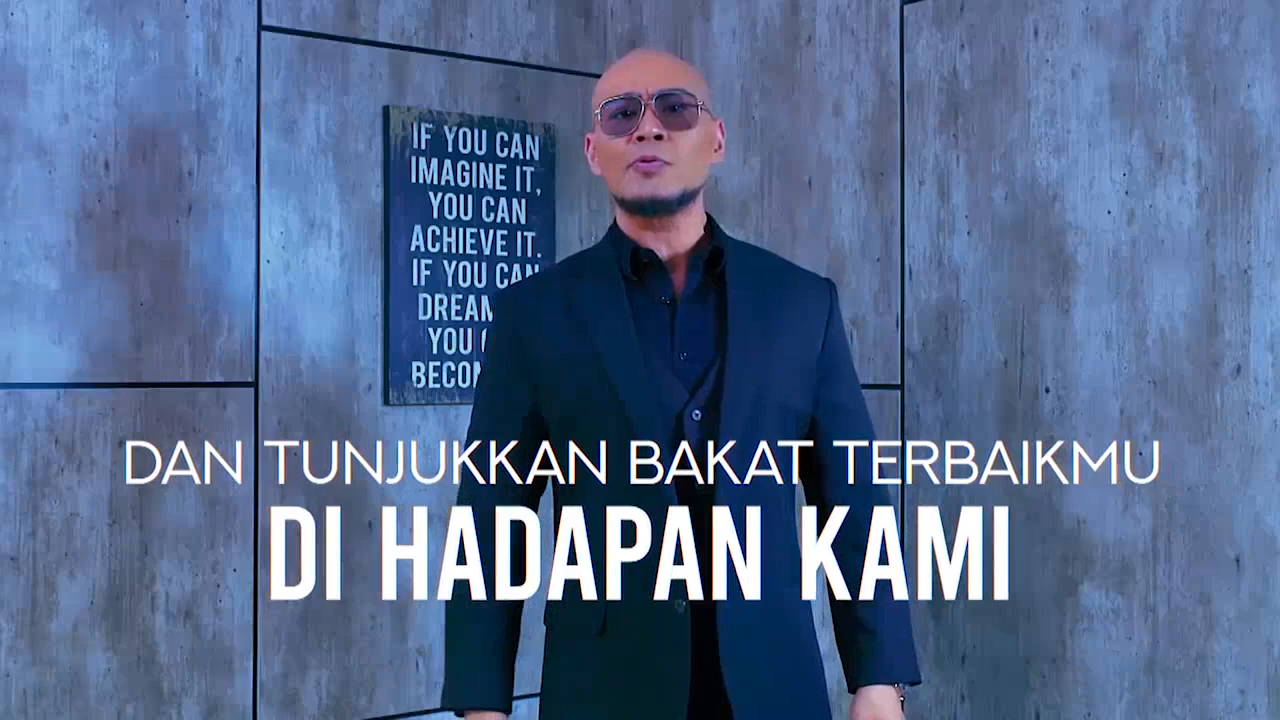 IF YOU CAN
IMAGINE IT,
YOU CAN
ACHIEVE IT.
IF YOU CAN
DREAM
YOU
BECOM
DAN TUNJUKKAN BAKAT TERBAIKMU
DI HADAPAN KAMI